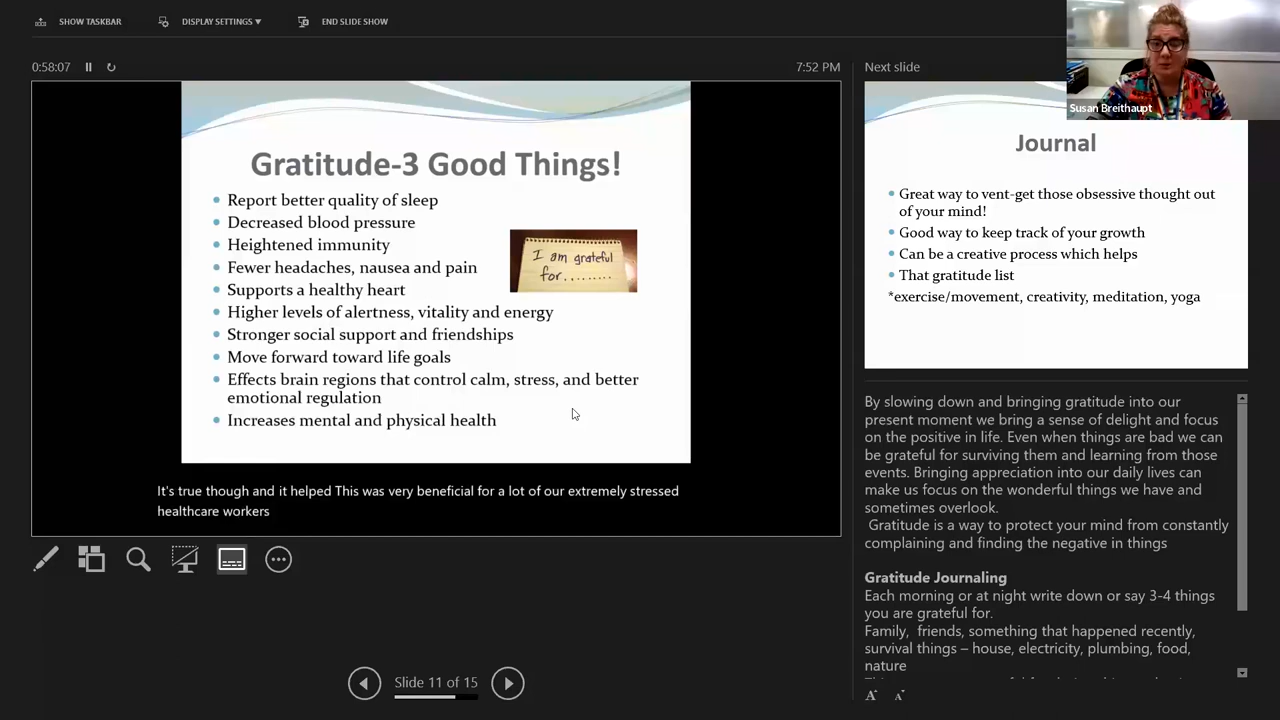 SHOW TASKBAR
DISPLAY SETTINGS ▼
END SLIDE SHOW
0:58:07
7:52 PM
Gratitude-3 Good Things!
• Report better quality of sleep
• Decreased blood pressure
• Heightened immunity
• Fewer headaches, nausea and pain
• Supports a healthy heart
• Higher levels of alertness, vitality and energy
• Stronger social support and friendships
• Move forward toward life goals
• Effects brain regions that control calm, stress, and better
emotional regulation
• Increases mental and physical health
I am grateful
for........
It's true though and it helped This was very beneficial for a lot of our extremely stressed
healthcare workers
Slide 11 of 15
Next slide
Susan Breithaupt
Journal
• Great way to vent-get those obsessive thought out
of your mind!
• Good way to keep track of your growth
• Can be a creative process which helps
• That gratitude list
*exercise/movement, creativity, meditation, yoga
By slowing down and bringing gratitude into our
present moment we bring a sense of delight and focus
on the positive in life. Even when things are bad we can
be grateful for surviving them and learning from those
events. Bringing appreciation into our daily lives can
make us focus on the wonderful things we have and
sometimes overlook.
Gratitude is a way to protect your mind from constantly
complaining and finding the negative in things
Gratitude Journaling
Each morning or at night write down or say 3-4 things
you are grateful for.
Family, friends, something that happened recently,
survival things – house, electricity, plumbing, food,
nature
A A